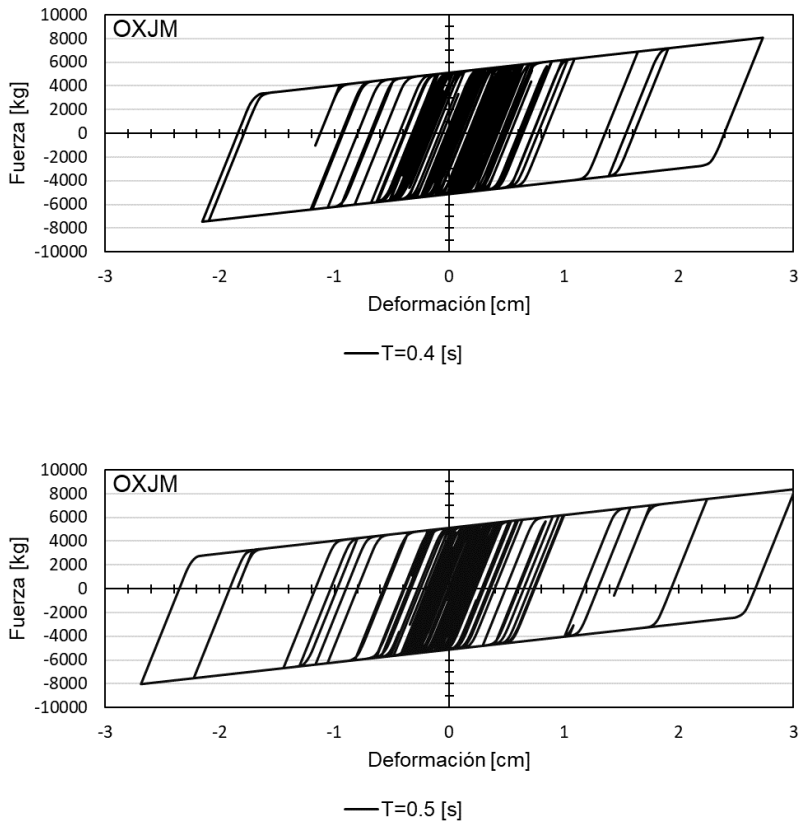 OXJM
Fuerza [kg]
10000
8000
6000
4000
2000
0
-2000
-4000
-6000
-8000
-10000
-3 -2 -1 0 1 2 3
Deformación [cm]
T=0.4 [s]
OXJM
Fuerza [kg]
10000
8000
6000
4000
2000
0
-2000
-4000
-6000
-8000
-10000
-3 -2 -1 0 1 2 3
Deformación [cm]
T=0.5 [s]